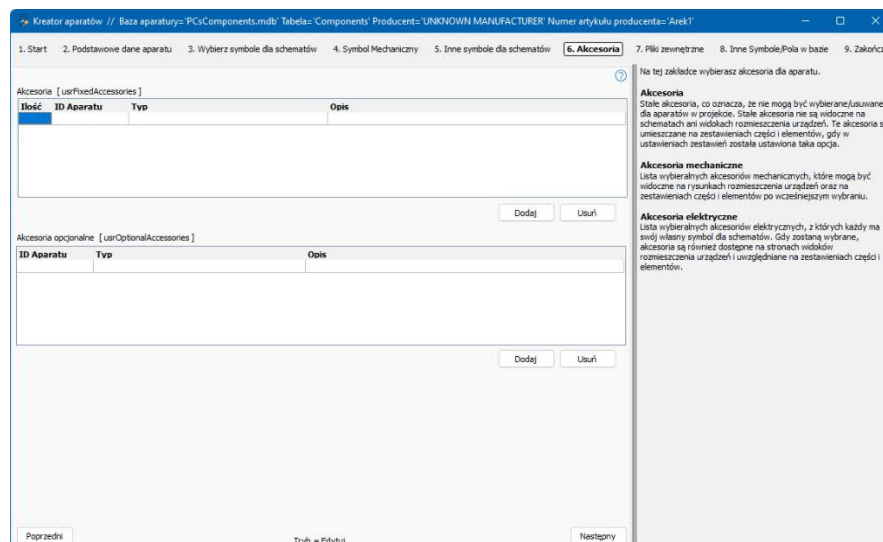 Kreator aparatów // Baza aparatury='PCsComponents.mdb' Tabela='Components' Producent='UNKNOWN MANUFACTURER' Numer artykułu producenta='Arek1'
1. Start 2. Podstawowe dane aparatu 3. Wybierz symbole dla schematów 4. Symbol Mechaniczny 5. Inne symbole dla schematów 6. Akcesoria 7. Pliki zewnętrzne 8. Inne Symbole/Pola w bazie 9. Zakończ
Akcesoria [ usrFixedAccessories ]
Ilość ID Aparatu Typ Opis
Dodaj Usuń
Akcesoria opcjonalne [ usrOptionalAccessories ]
ID Aparatu Typ Opis
Dodaj Usuń
Poprzedni Tryb = Edytuj Następny
Na tej zakładce wybierasz akcesoria dla aparatu.
Akcesoria
Stałe akcesoria, co oznacza, że nie mogą być wybierane/usuwane
dla aparatów w projekcie. Stałe akcesoria nie są widoczne na
schematach ani widokach rozmieszczenia urządzeń. Te akcesoria s
umieszczane na zestawieniach części i elementów, gdy w
ustawieniach zestawień została ustawiona taka opcja.
Akcesoria mechaniczne
Lista wybieralnych akcesoriów mechanicznych, które mogą być
widoczne na rysunkach rozmieszczenia urządzeń oraz na
zestawieniach części i elementów po wcześniejszym wybraniu.
Akcesoria elektryczne
Lista wybieralnych akcesoriów elektrycznych, z których każdy ma
swój własny symbol dla schematów. Gdy zostaną wybrane,
akcesoria są również dostępne na stronach widoków
rozmieszczenia urządzeń i uwzględniane na zestawieniach części i
elementów.